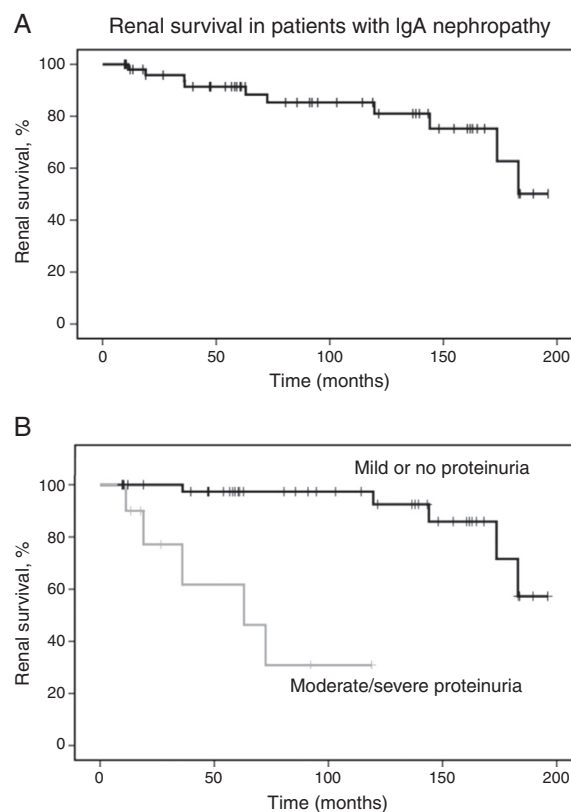 A
Renal survival in patients with IgA nephropathy
Renal survival, %
100
80
60
40
20
0
0 50 100 150 200
Time (months)
B
Renal survival, %
100
80
60
40
20
0
Mild or no proteinuria
Moderate/severe proteinuria
0 50 100 150 200
Time (months)